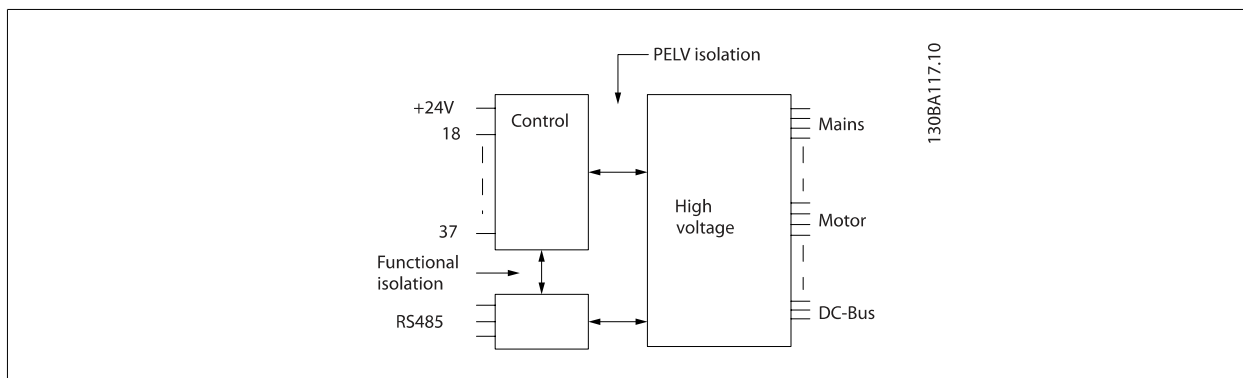 PELV isolation
+24V
Control
Mains
18
130BA117.10
High
voltage
Motor
37
Functional
isolation
DC-Bus
RS485